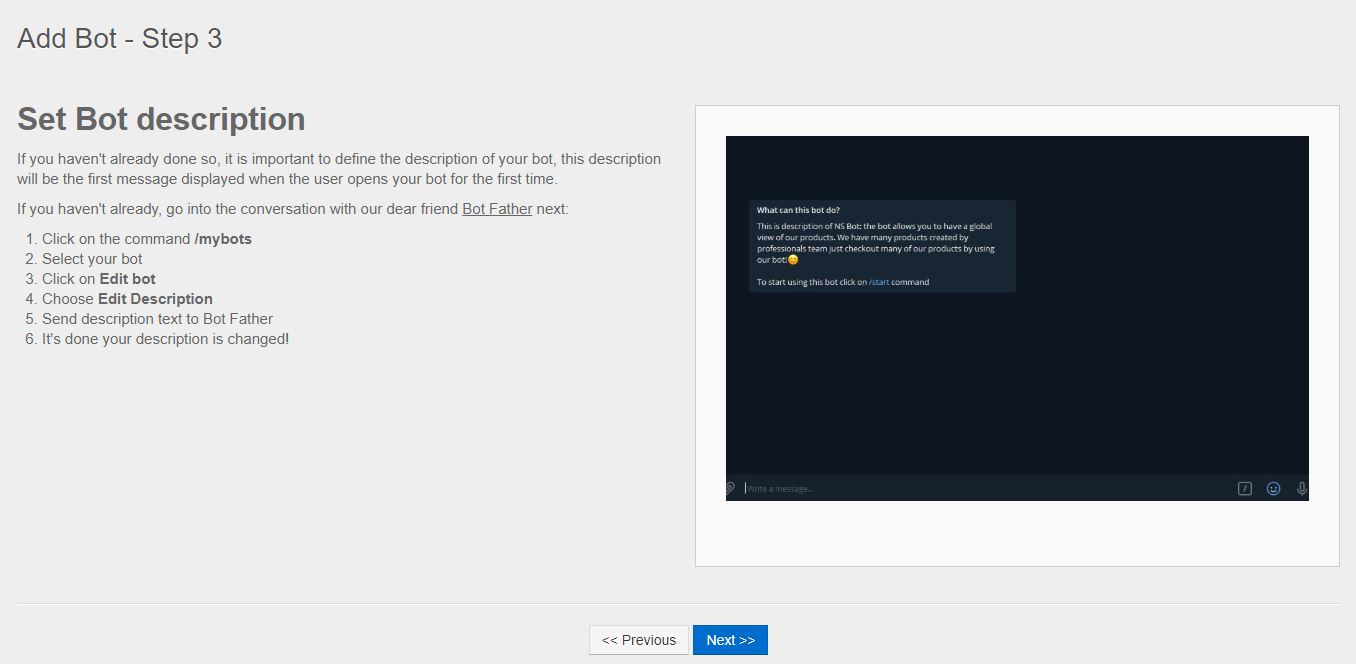 Add Bot - Step 3
Set Bot description
If you haven't already done so, it is important to define the description of your bot, this description
will be the first message displayed when the user opens your bot for the first time.
If you haven't already, go into the conversation with our dear friend Bot Father next:
1. Click on the command /mybots
2. Select your bot
3. Click on Edit bot
4. Choose Edit Description
5. Send description text to Bot Father
6. It's done your description is changed!
What can this bot do?
This is description of NS Bot: the bot allows you to have a global
view of our products. We have many products created by
professionals team just checkout many of our products by using
our bot!😊
To start using this bot click on /start command
Write a message...
<< Previous
Next >>